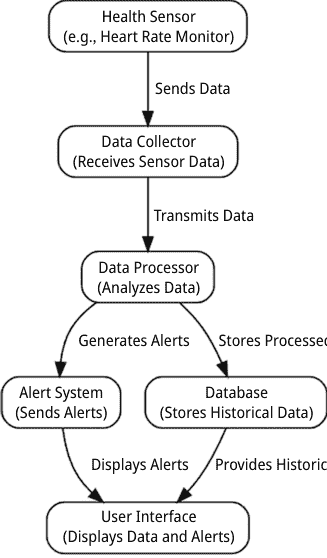 Health Sensor
(e.g., Heart Rate Monitor)
Sends Data
Data Collector
(Receives Sensor Data)
Transmits Data
Data Processor
(Analyzes Data)
Generates Alerts
Stores Processed
Alert System
(Sends Alerts)
Database
(Stores Historical Data)
Displays Alerts
Provides Historic
User Interface
(Displays Data and Alerts)